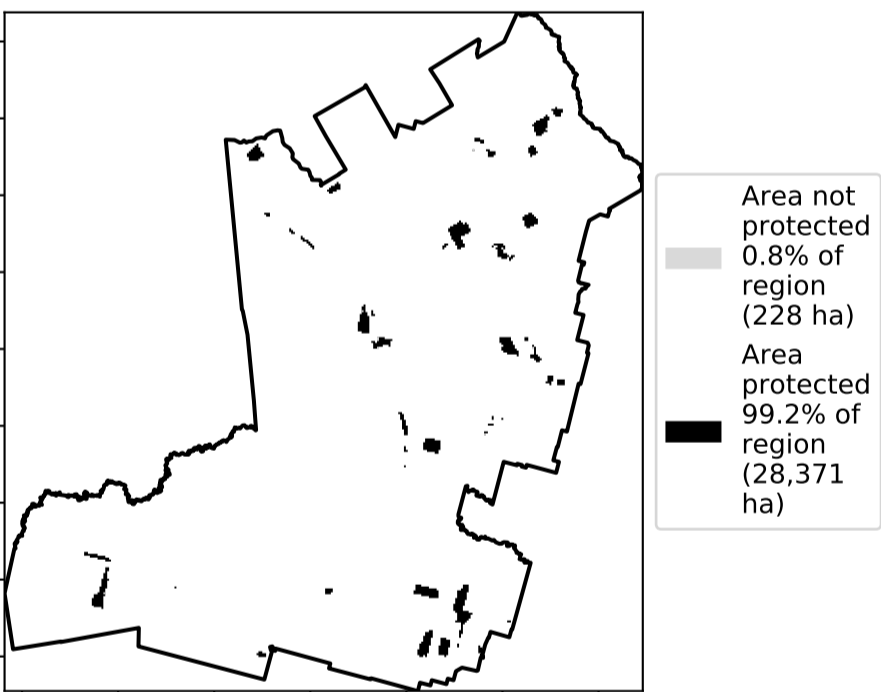 Area not
protected
0.8% of
region
(228 ha)
Area
protected
99.2% of
region
(28,371
ha)